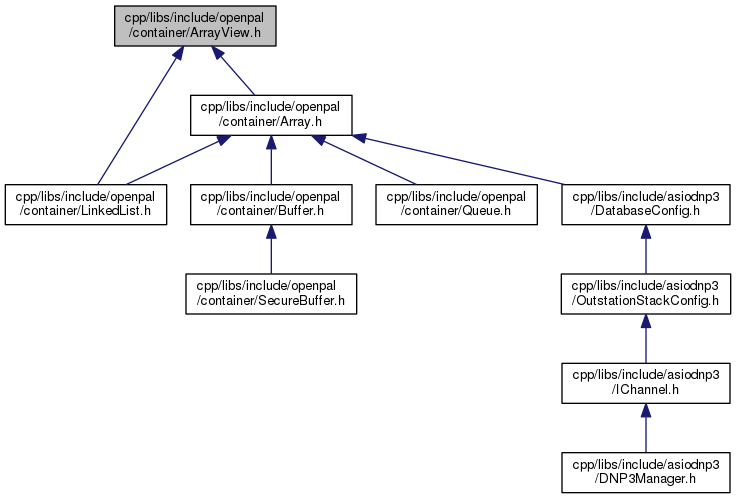 cpp/libs/include/openpal
/container/ArrayView.h
cpp/libs/include/openpal
/container/Array.h
cpp/libs/include/openpal
/container/LinkedList.h
cpp/libs/include/openpal
/container/Buffer.h
cpp/libs/include/openpal
/container/Queue.h
cpp/libs/include/asiodnp3
/DatabaseConfig.h
cpp/libs/include/openpal
/container/SecureBuffer.h
cpp/libs/include/asiodnp3
/OutstationStackConfig.h
cpp/libs/include/asiodnp3
/IChannel.h
cpp/libs/include/asiodnp3
/DNP3Manager.h